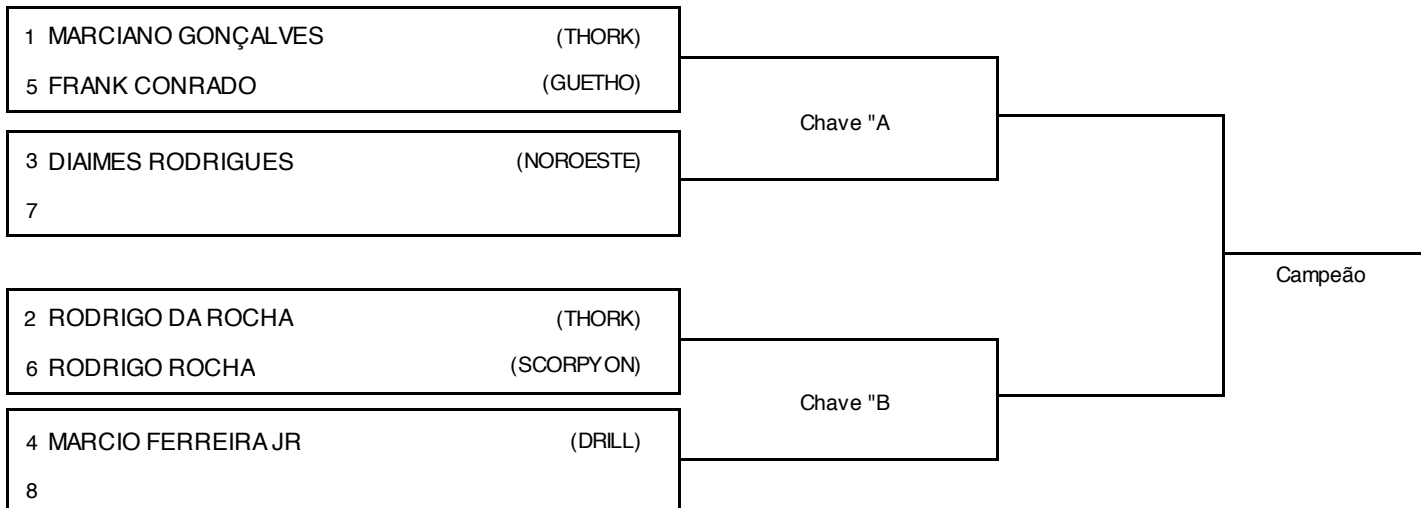 1 MARCIANO GONÇALVES (THORK)
5 FRANK CONRADO (GUETHO)
Chave "A
3 DIAIMES RODRIGUES (NOROESTE)
7
Campeão
2 RODRIGO DA ROCHA (THORK)
6 RODRIGO ROCHA (SCORPYON)
Chave "B
4 MARCIO FERREIRA JR (DRILL)
8